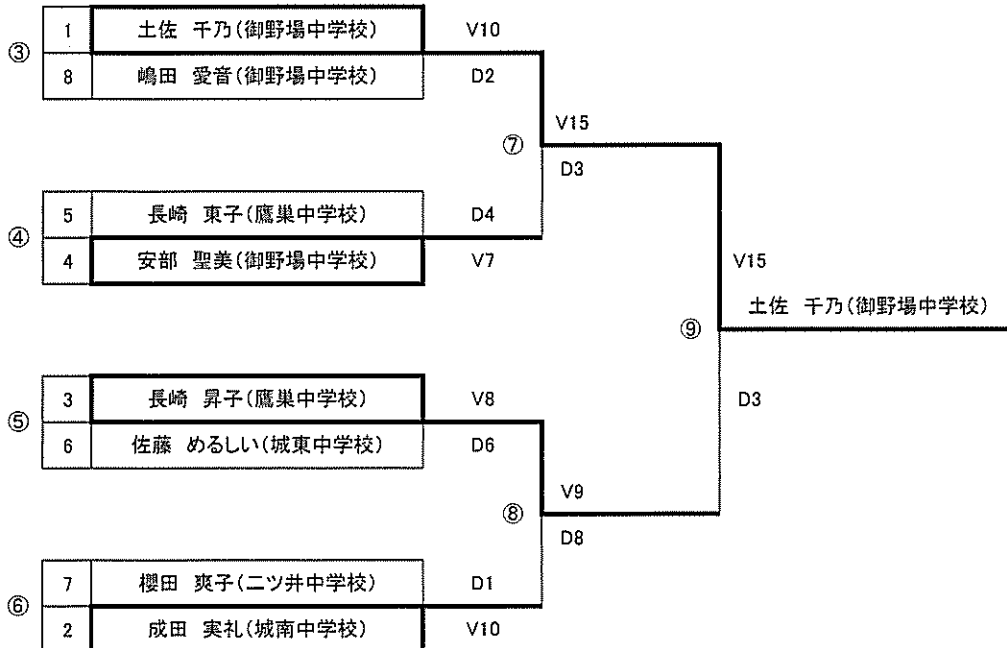 1 土佐 千乃(御野場中学校) V10
③
8 嶋田 愛音(御野場中学校) D2
V15
⑦
D3
5 長崎 東子(鷹巣中学校) D4
④
4 安部 聖美(御野場中学校) V7
V15
土佐 千乃(御野場中学校)
⑨
D3
3 長崎 昇子(鷹巣中学校) V8
⑤
6 佐藤 めるしい(城東中学校) D6
V9
⑧
D8
7 櫻田 爽子(二ツ井中学校) D1
⑥
2 成田 実礼(城南中学校) V10